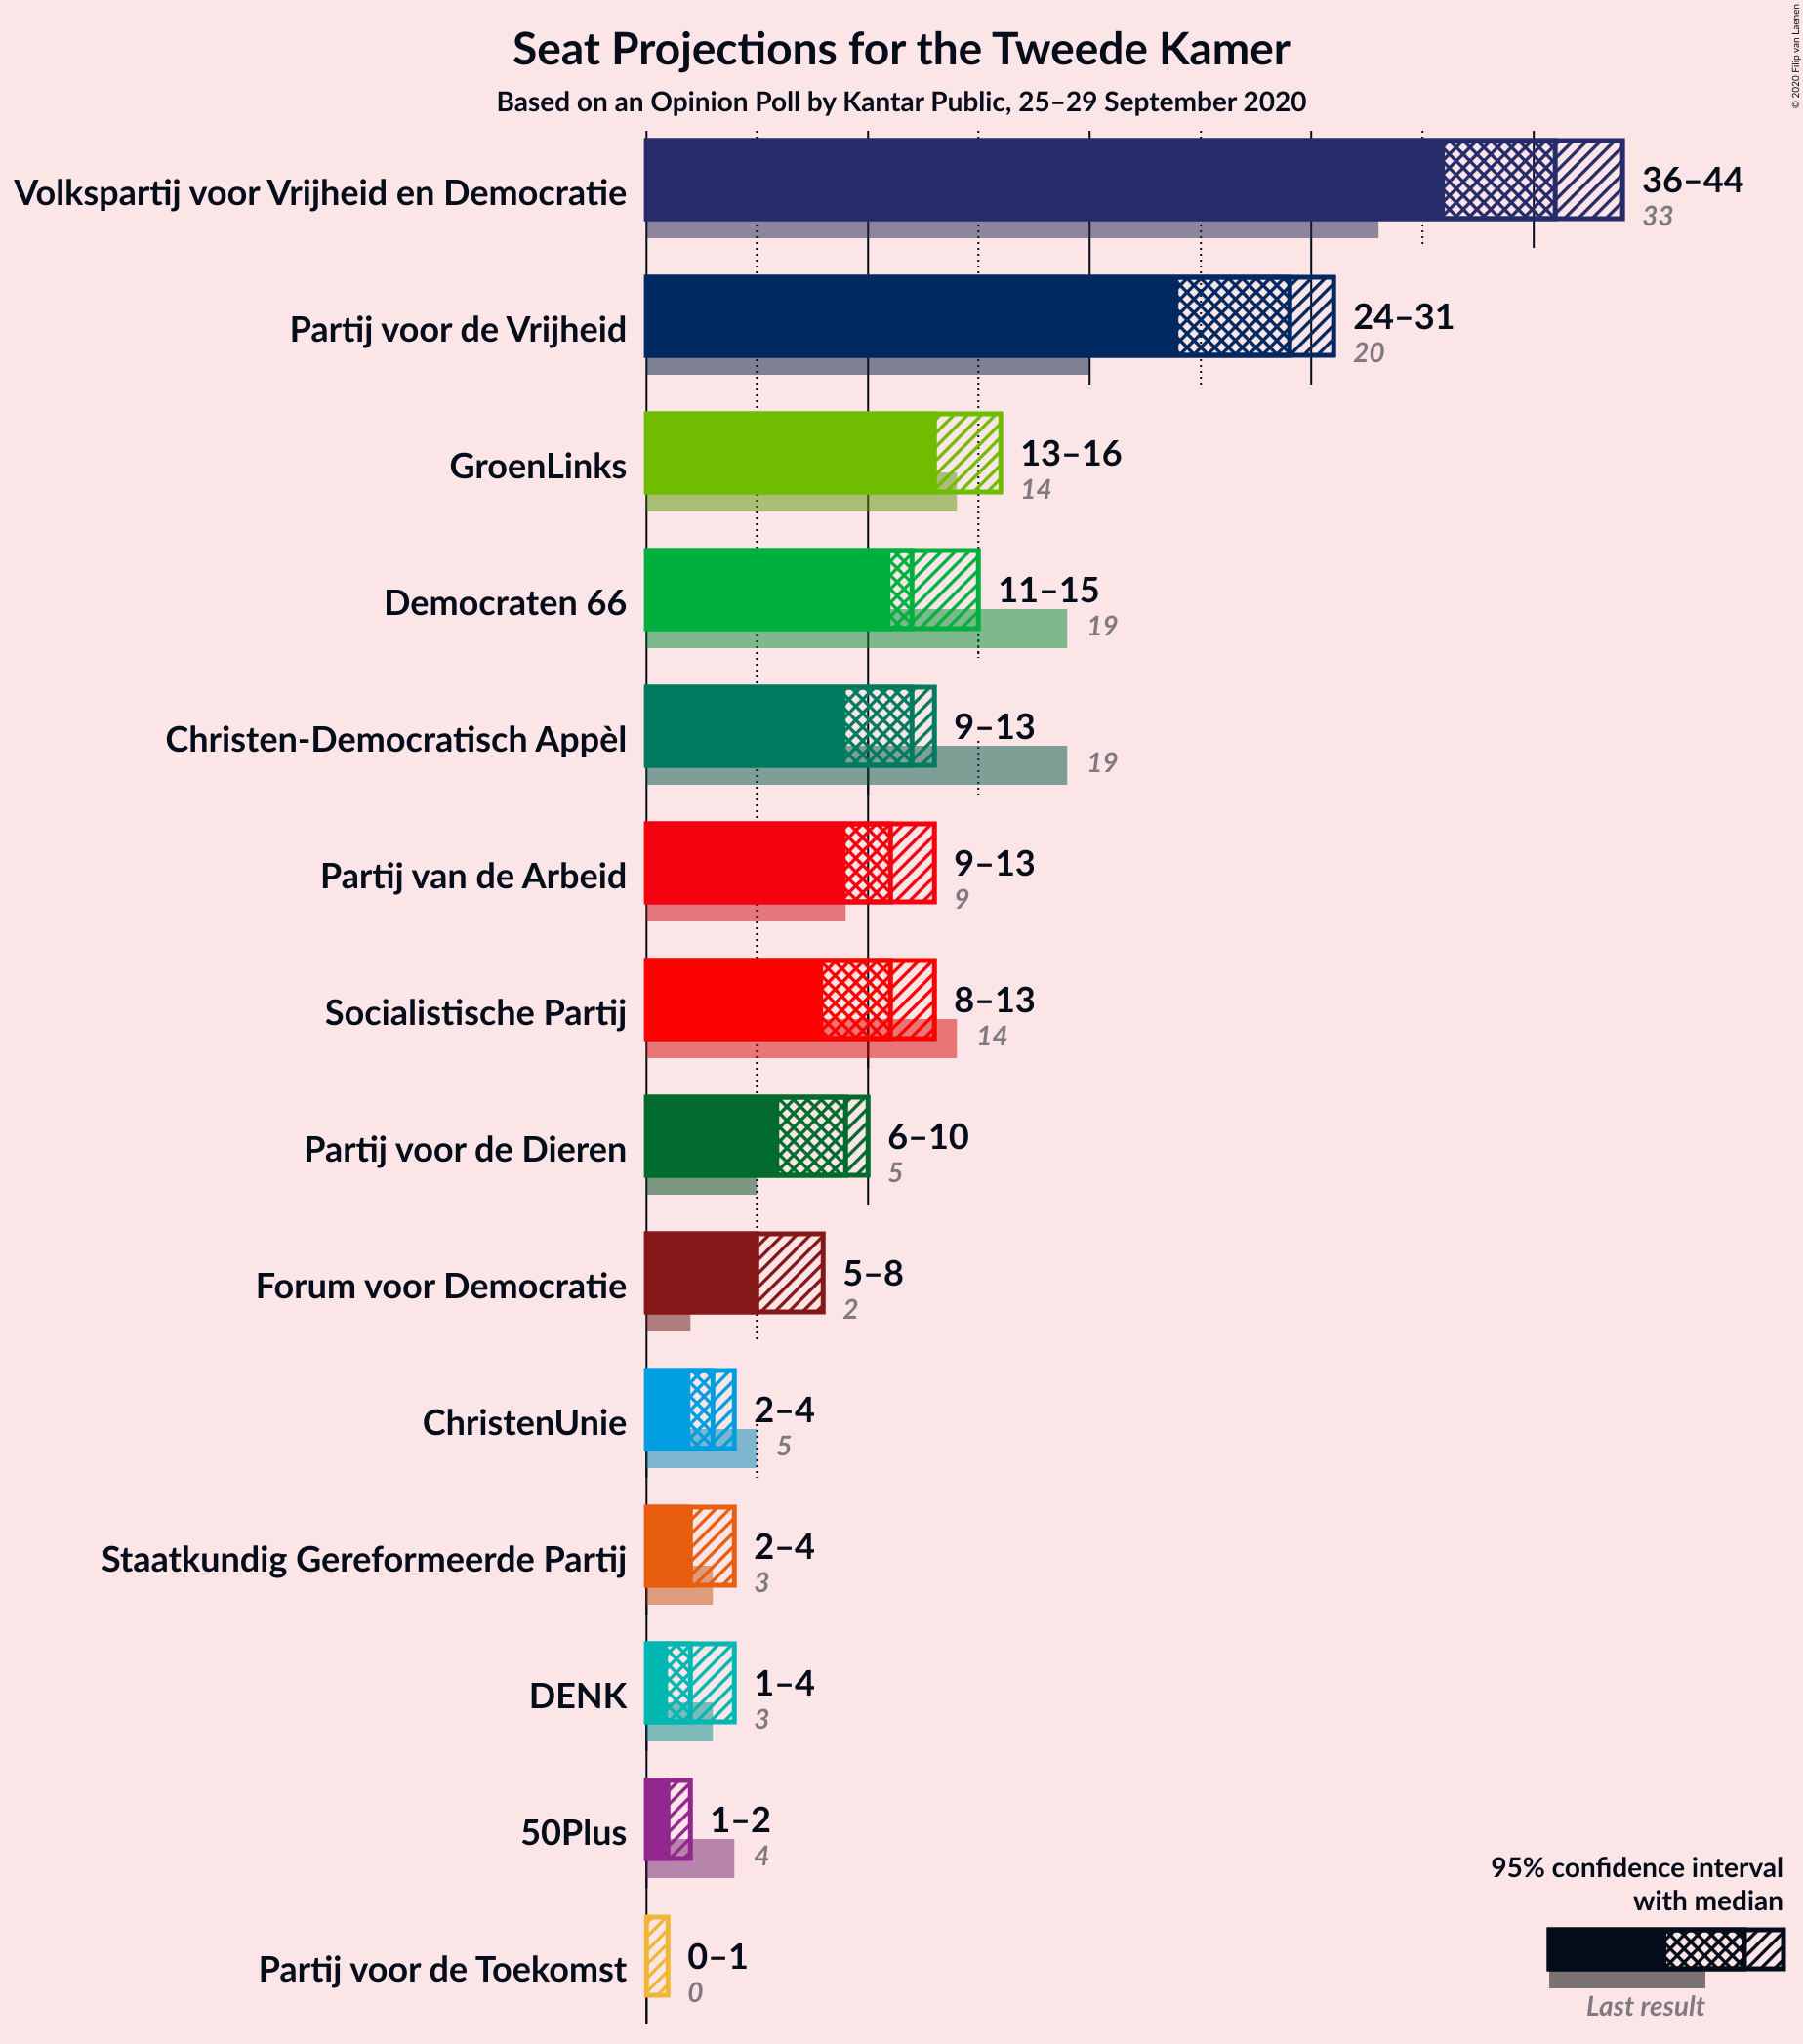 Seat Projections for the Tweede Kamer
Based on an Opinion Poll by Kantar Public, 25–29 September 2020
© 2020 Filip van Laenen
Volkspartij voor Vrijheid en Democratie
36–44
33
Partij voor de Vrijheid
24–31
20
GroenLinks
13–16
14
Democraten 66
11–15
19
Christen-Democratisch Appèl
9–13
19
Partij van de Arbeid
9–13
9
Socialistische Partij
8–13
14
Partij voor de Dieren
6–10
5
Forum voor Democratie
5–8
2
ChristenUnie
2–4
5
Staatkundig Gereformeerde Partij
2–4
3
DENK
1–4
3
50Plus
1–2
4
Partij voor de Toekomst
0–1
0
95% confidence interval
with median
Last result